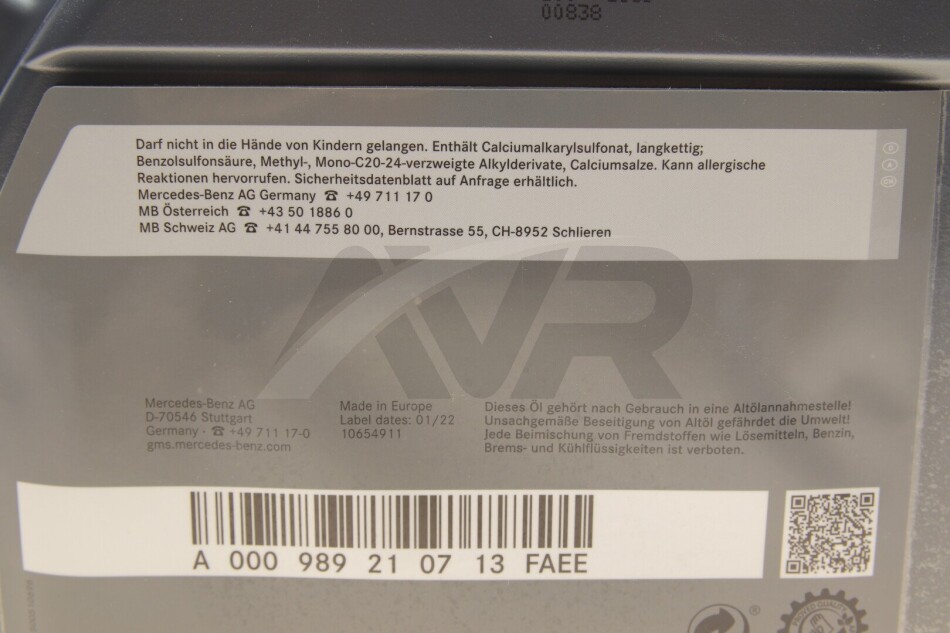 00838
Darf nicht in die Hände von Kindern gelangen. Enthält Calciumalkarylsulfonat, langkettig;
Benzolsulfonsäure, Methyl-, Mono-C20-24-verzweigte Alkylderivate, Calciumsalze. Kann allergische
Reaktionen hervorrufen. Sicherheitsdatenblatt auf Anfrage erhältlich.
Mercedes-Benz AG Germany ☎ +49 711 17 0
MB Österreich ☎ +43 50 1886 0
MB Schweiz AG ☎ +41 44 755 80 00, Bernstrasse 55, CH-8952 Schlieren
AVR
Mercedes-Benz AG
D-70546 Stuttgart
Germany · ☎ +49 711 17-0
gms.mercedes-benz.com
Made in Europe
Label dates: 01/22
10654911
Dieses Öl gehört nach Gebrauch in eine Altölannahmestelle!
Unsachgemäße Beseitigung von Altöl gefährdet die Umwelt!
Jede Beimischung von Fremdstoffen wie Lösemitteln, Benzin,
Brems- und Kühlflüssigkeiten ist verboten.
A 000 989 21 07 13 FAEE
®